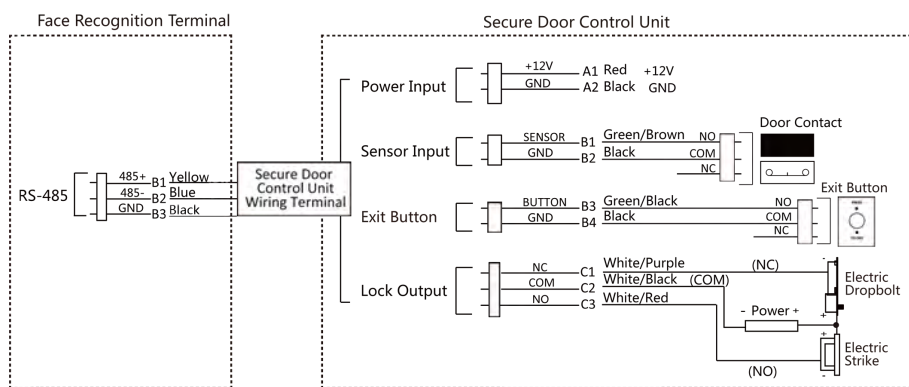 Face Recognition Terminal
Secure Door Control Unit
RS-485
485+ B1 Yellow
485- B2 Blue
GND B3 Black
Secure Door
Control Unit
Wiring Terminal
Power Input
+12V A1 Red +12V
GND A2 Black GND
Sensor Input
SENSOR B1 Green/Brown NO
GND B2 Black COM
NC
Door Contact
Exit Button
BUTTON B3 Green/Black NO
GND B4 Black COM
NC
Exit Button
Lock Output
NC C1 White/Purple (NC)
COM C2 White/Black (COM)
NO C3 White/Red
- Electric
Dropbolt
+
- Power +
+
Electric
Strike
-
(NO)